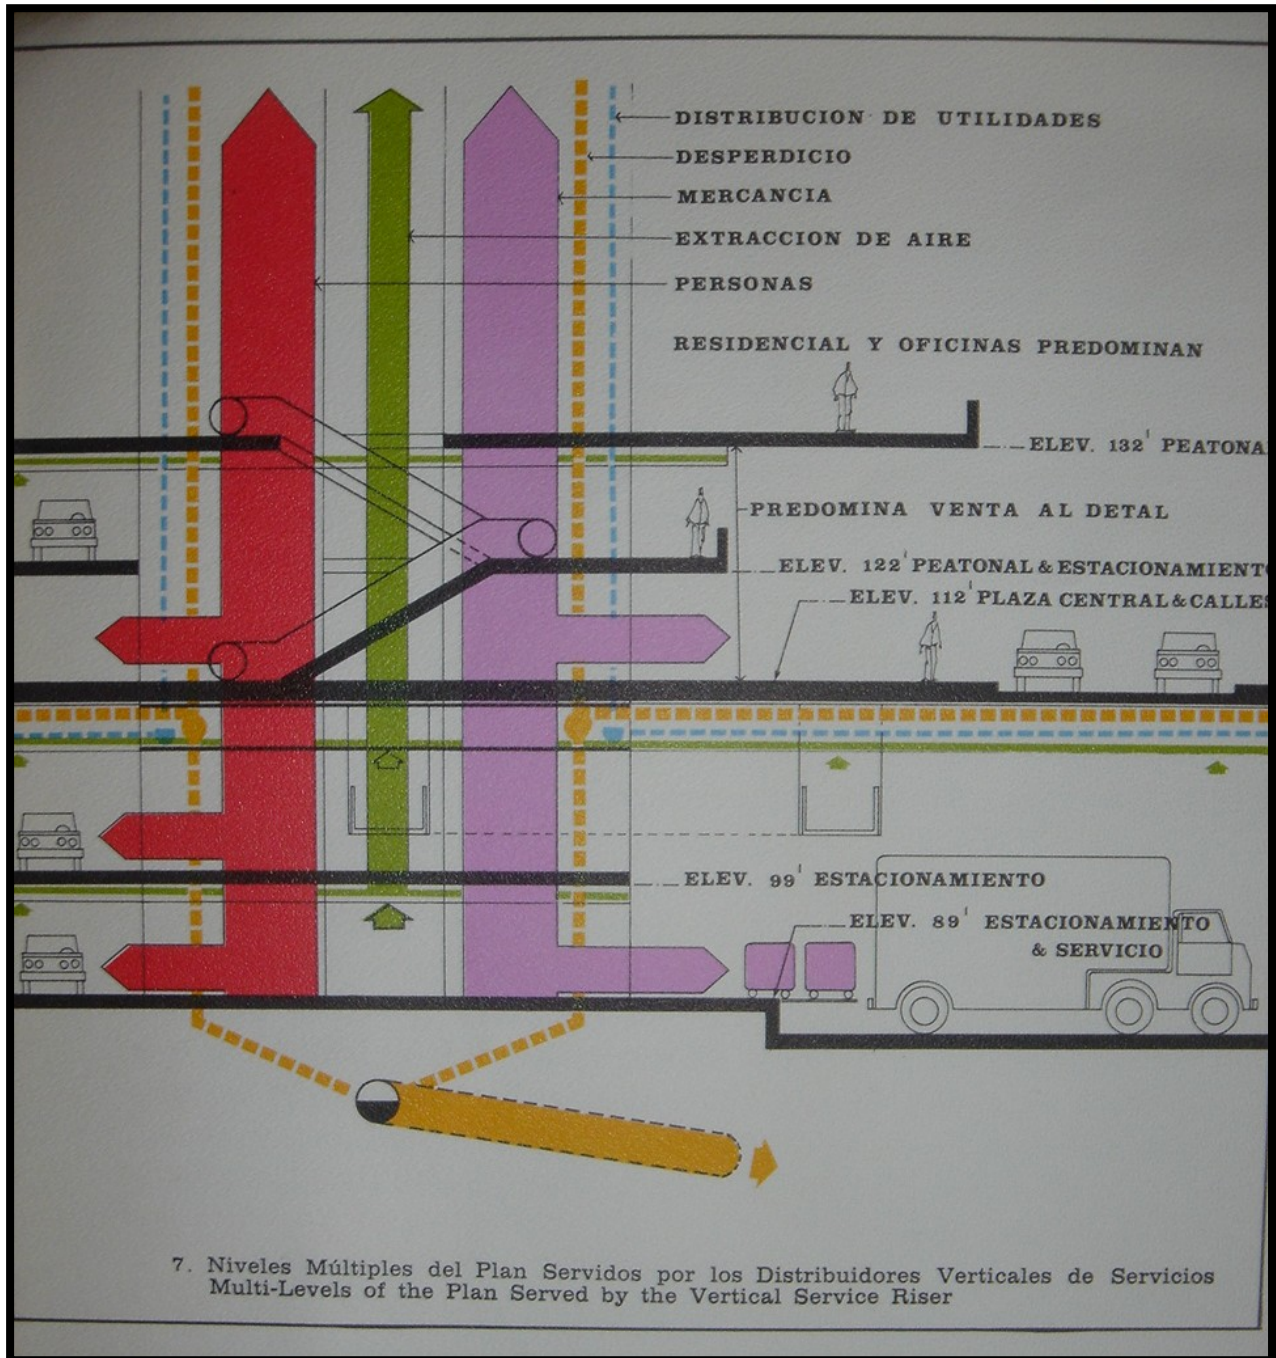 DISTRIBUCION DE UTILIDADES
DESPERDICIO
MERCANCIA
EXTRACCION DE AIRE
PERSONAS
RESIDENCIAL Y OFICINAS PREDOMINAN
ELEV. 132' PEATONA
PREDOMINA VENTA AL DETAL
ELEV. 122' PEATONAL & ESTACIONAMIENTO
ELEV. 112' PLAZA CENTRAL & CALLES
ELEV. 99' ESTACIONAMIENTO
ELEV. 89' ESTACIONAMIENTO
& SERVICIO
7. Niveles Múltiples del Plan Servidos por los Distribuidores Verticales de Servicios
Multi-Levels of the Plan Served by the Vertical Service Riser